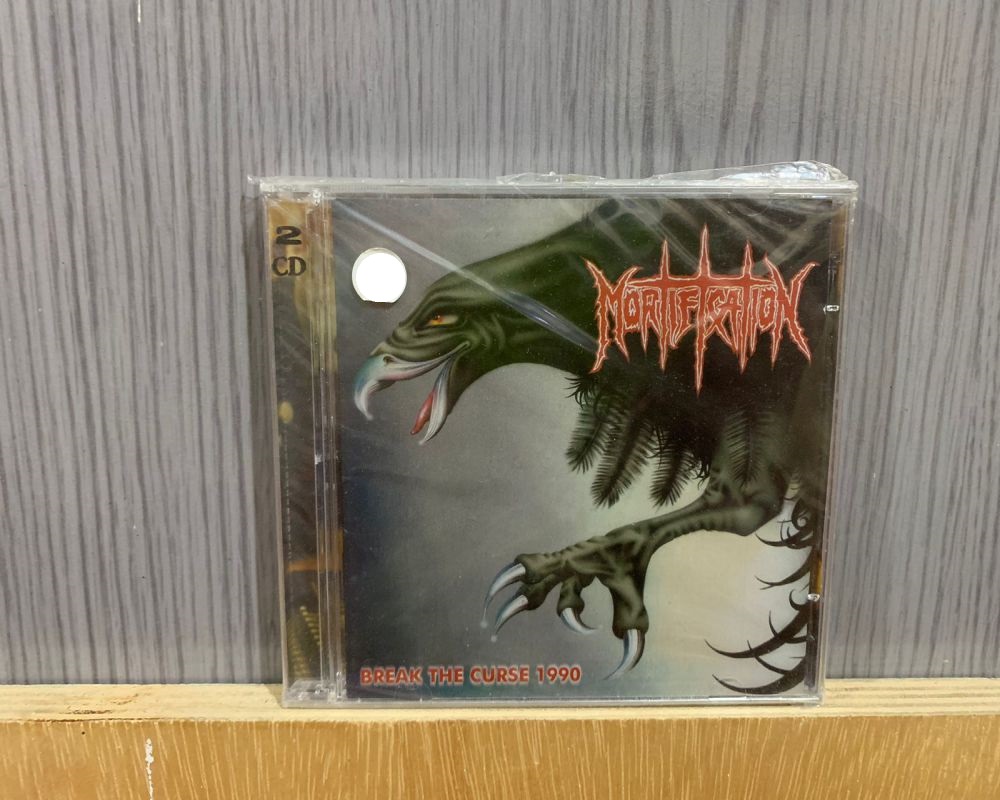 2
CD
MORTIFICATION
BREAK THE CURSE 1990